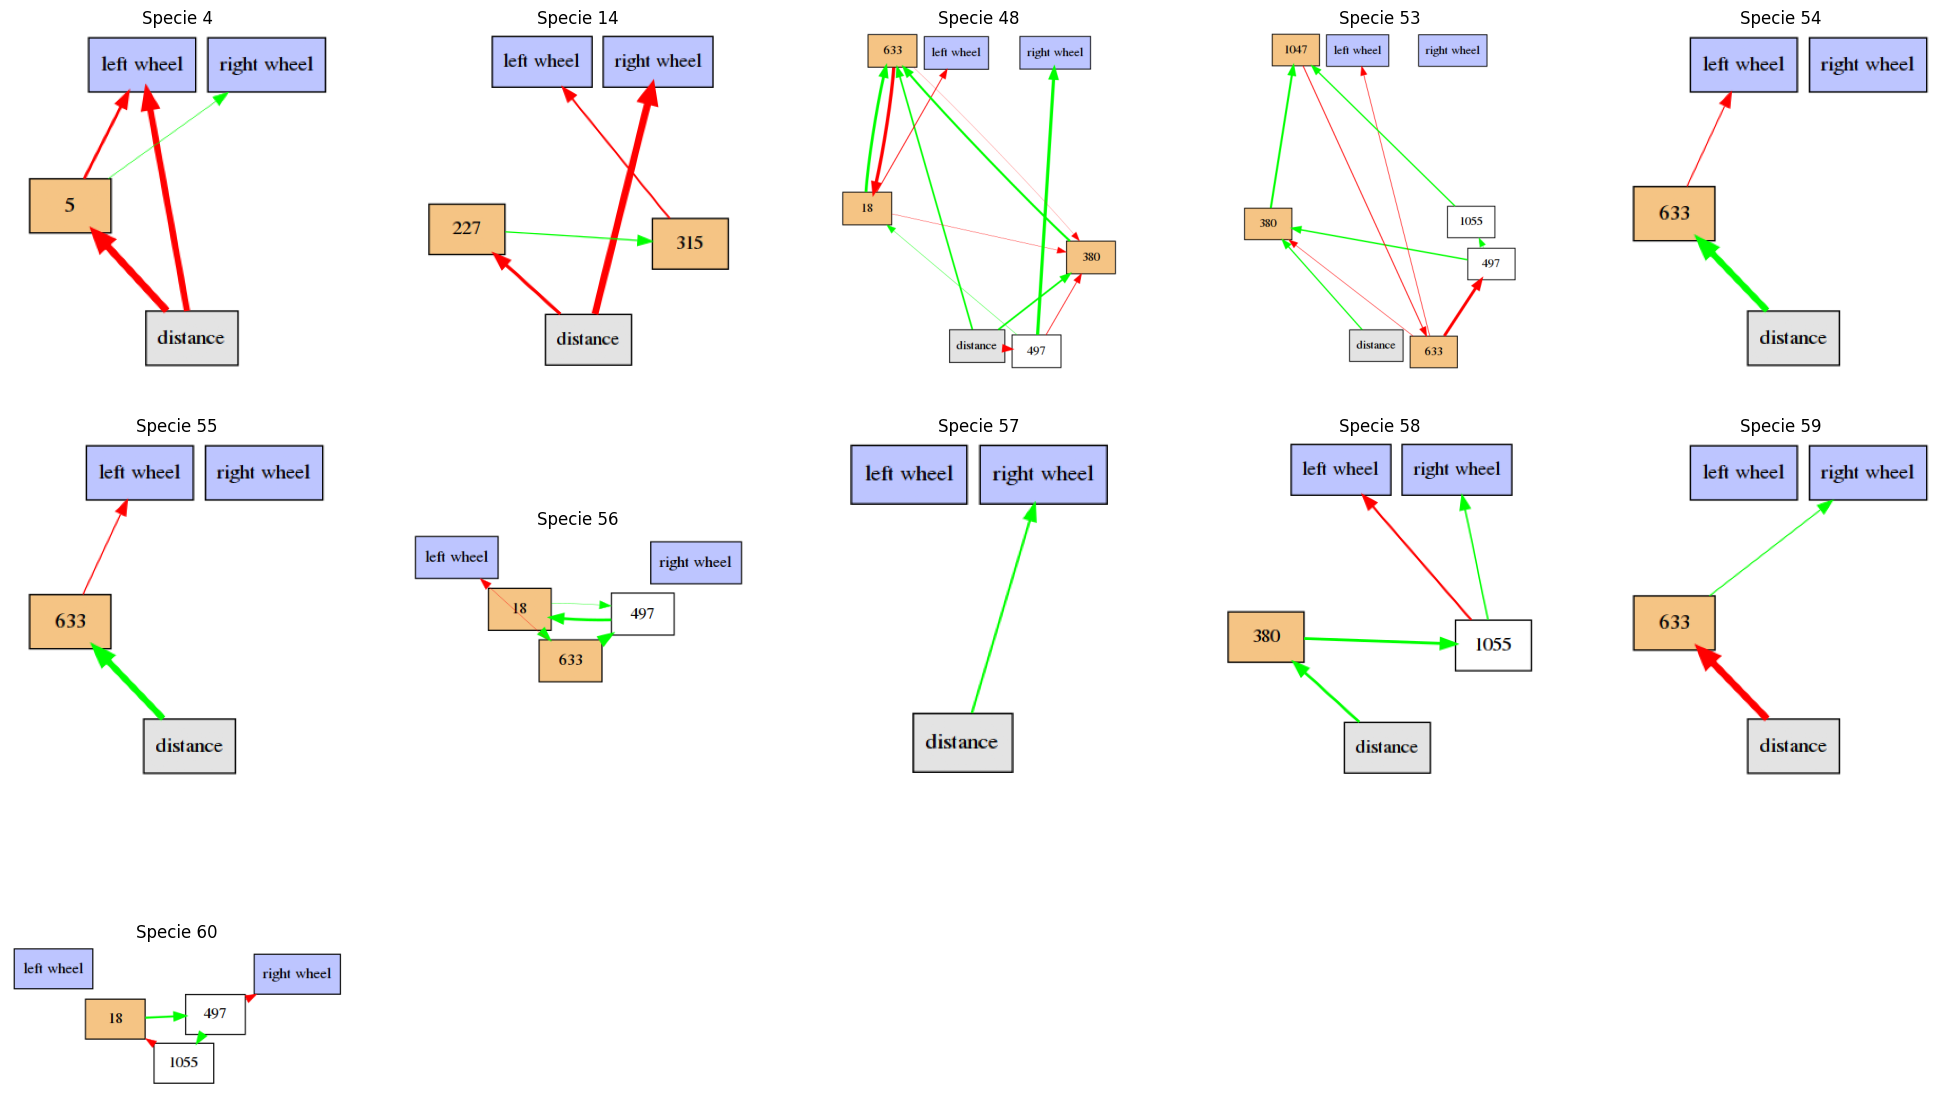 Specie 4
left wheel
right wheel
5
distance
Specie 14
left wheel
right wheel
227
315
distance
Specie 48
633
left wheel
right wheel
18
380
distance
497
Specie 53
1047
left wheel
right wheel
380
1055
497
distance
633
Specie 54
left wheel
right wheel
633
distance
Specie 55
left wheel
right wheel
633
distance
Specie 56
left wheel
right wheel
18
497
633
Specie 57
left wheel
right wheel
distance
Specie 58
left wheel
right wheel
380
1055
distance
Specie 59
left wheel
right wheel
633
distance
Specie 60
left wheel
right wheel
18
497
1055